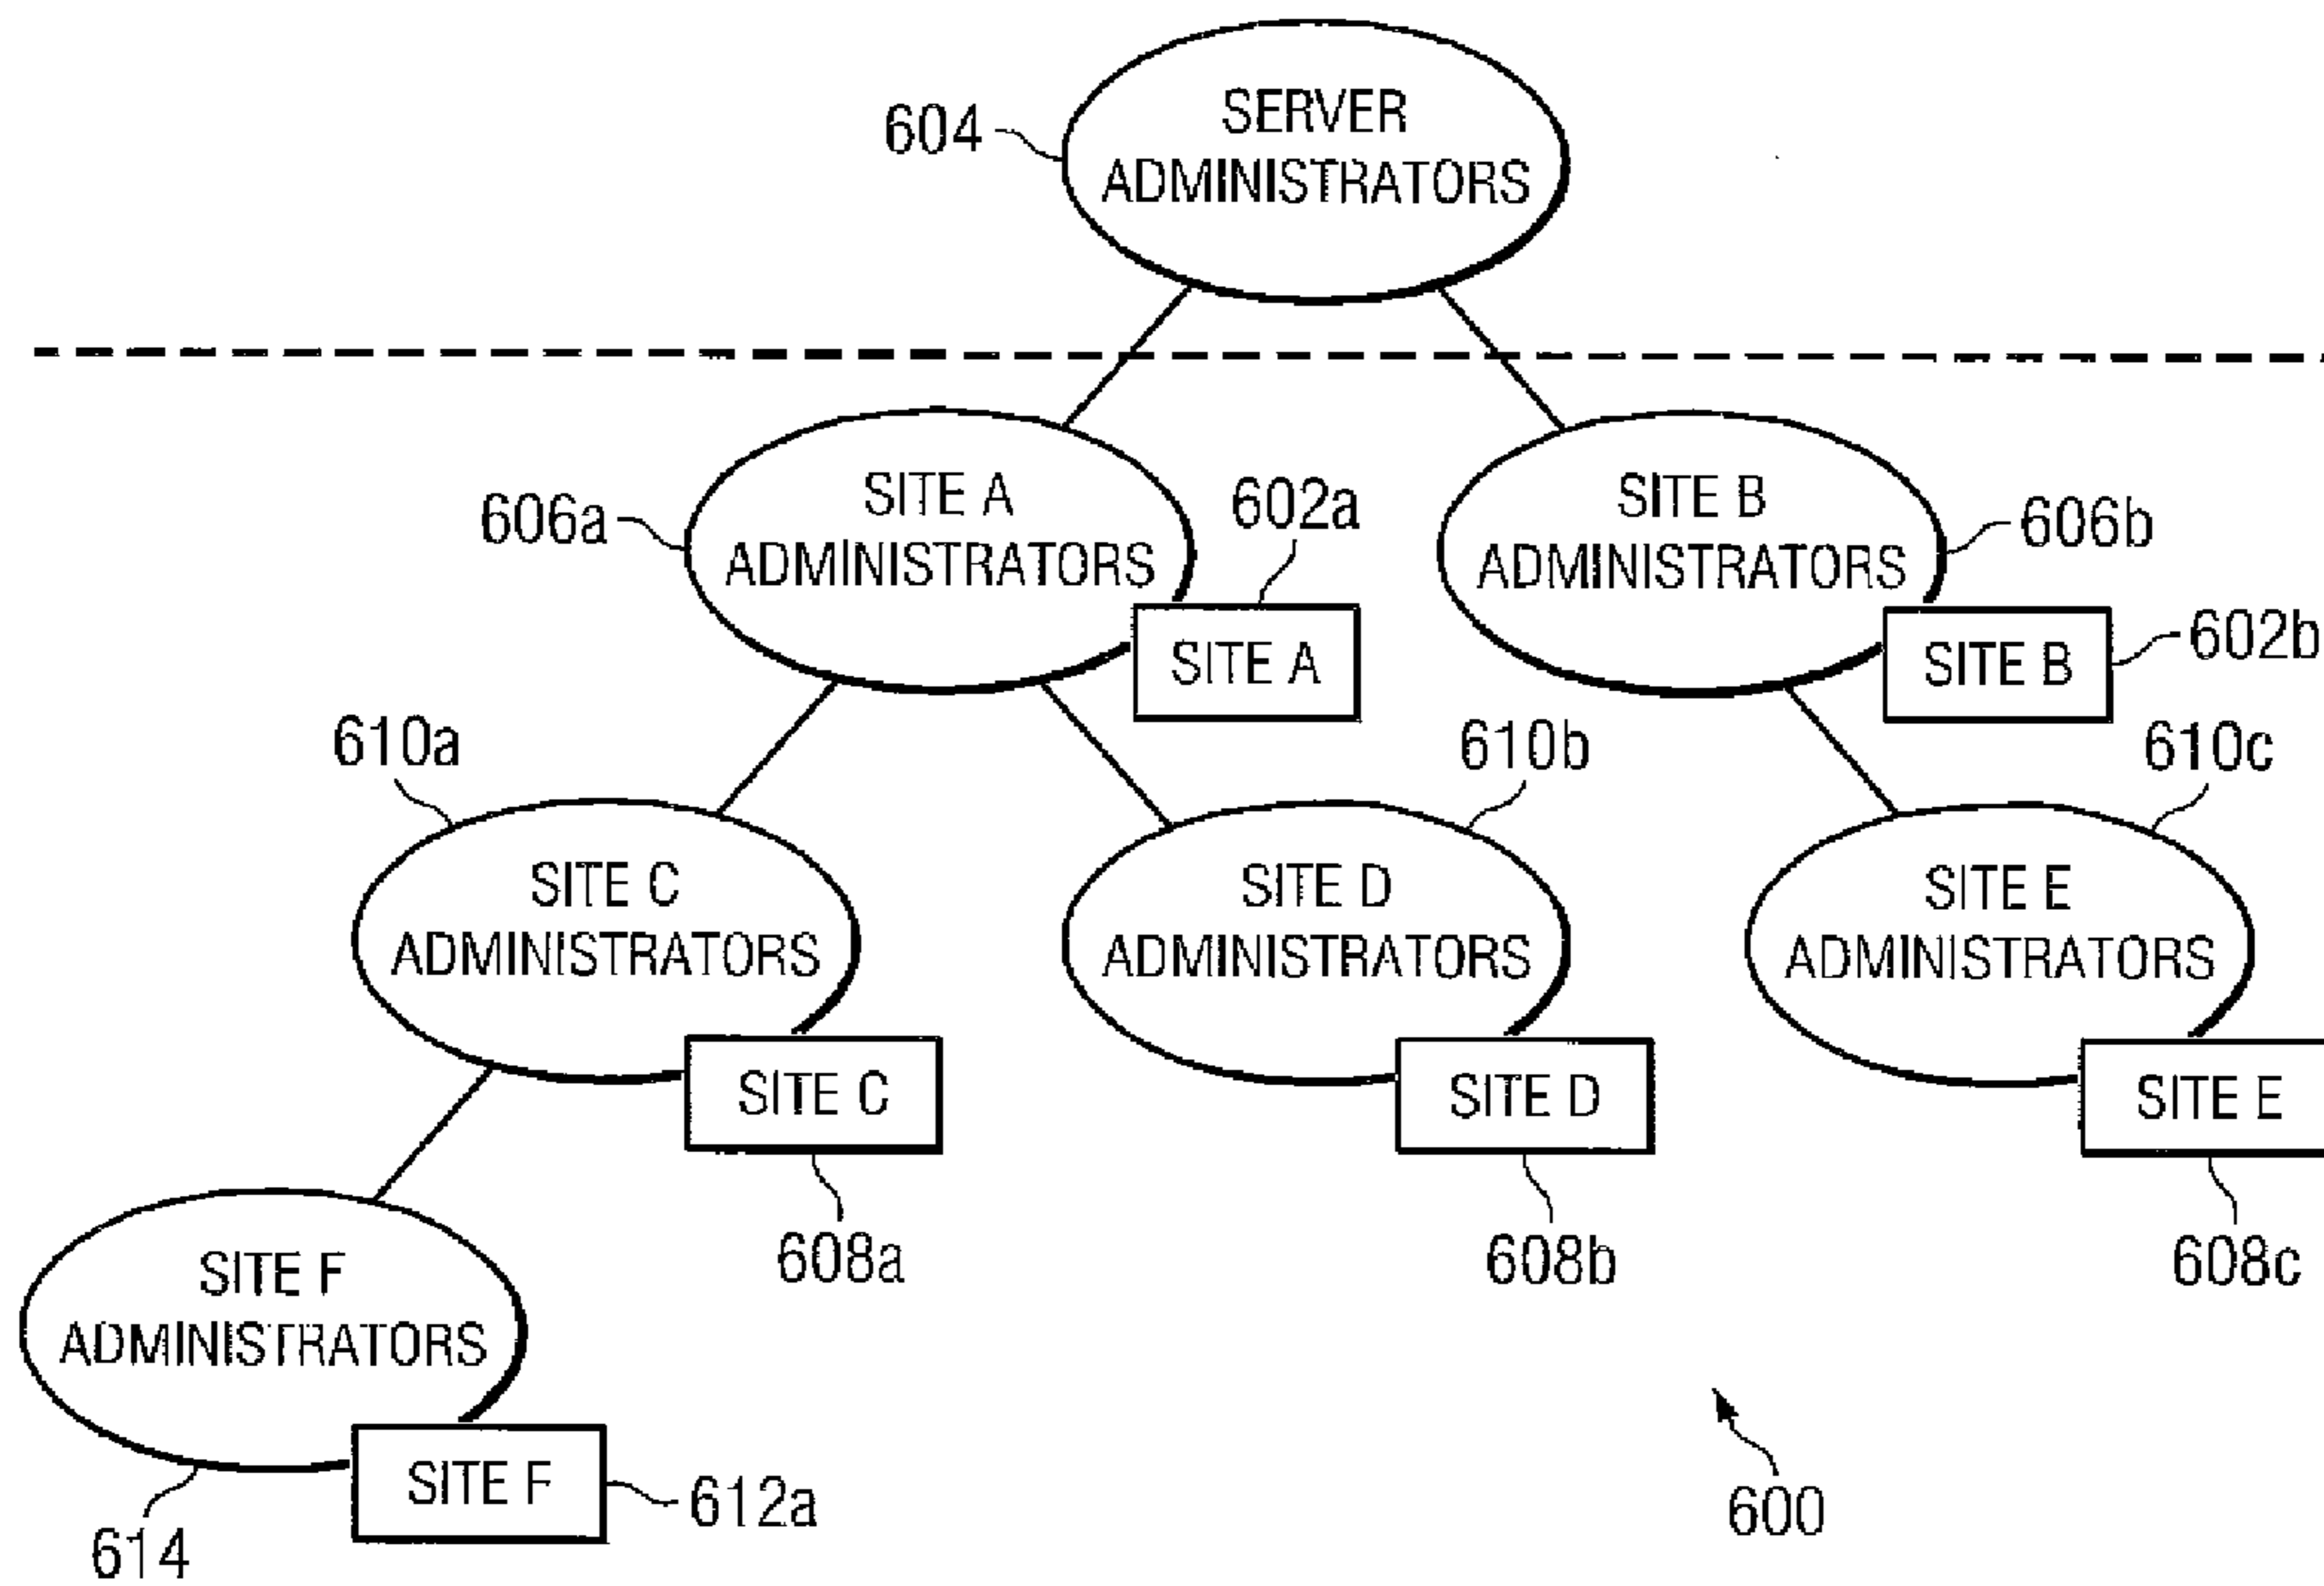 SERVER
ADMINISTRATORS
604
SITE A
ADMINISTRATORS
606a
602a
SITE A
SITE B
ADMINISTRATORS
606b
602b
SITE B
610a
SITE C
ADMINISTRATORS
SITE C
608a
610b
SITE D
ADMINISTRATORS
SITE D
608b
610c
SITE E
ADMINISTRATORS
SITE E
608c
SITE F
ADMINISTRATORS
SITE F
612a
614
600